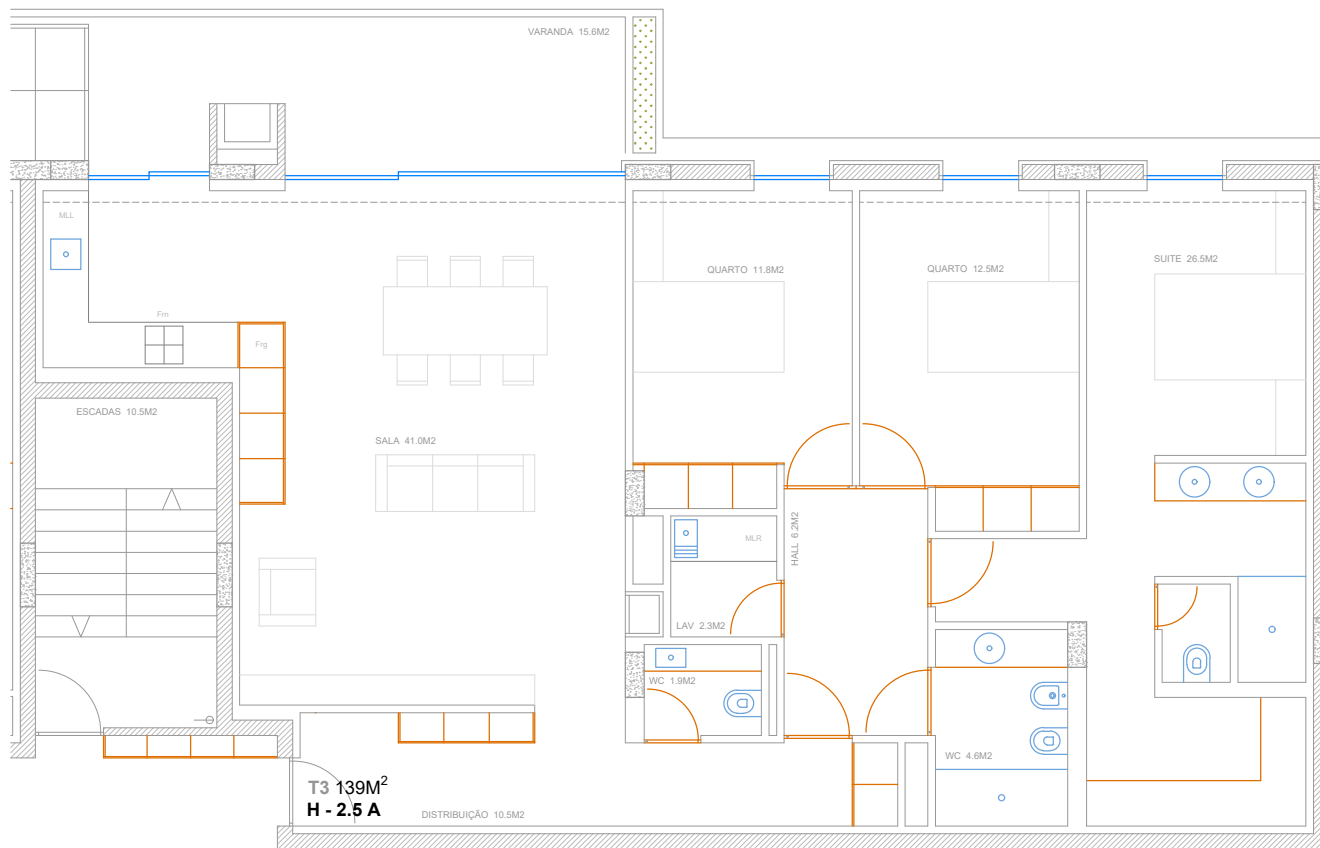 VARANDA 15.6M2
MLL
QUARTO 11.8M2
QUARTO 12.5M2
SUITE 26.5M2
Frn
Frg
ESCADAS 10.5M2
SALA 41.0M2
MLR
HALL 6.2M2
LAV 2.3M2
WC 1.9M2
WC 4.6M2
T3 139M²
H - 2.5 A
DISTRIBUIÇÃO 10.5M2